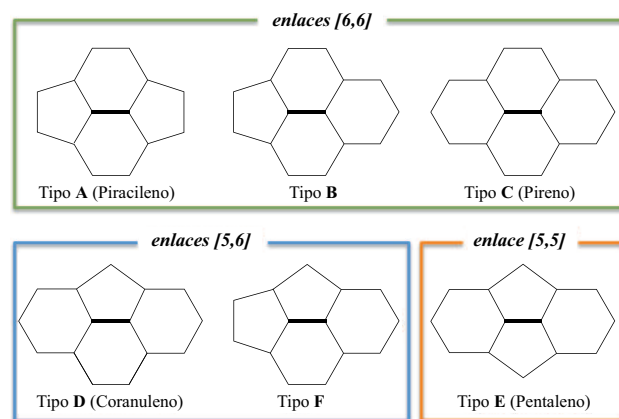 enlaces [6,6]
Tipo A (Piracileno)
Tipo B
Tipo C (Pireno)
enlaces [5,6]
enlace [5,5]
Tipo D (Coranuleno)
Tipo F
Tipo E (Pentaleno)